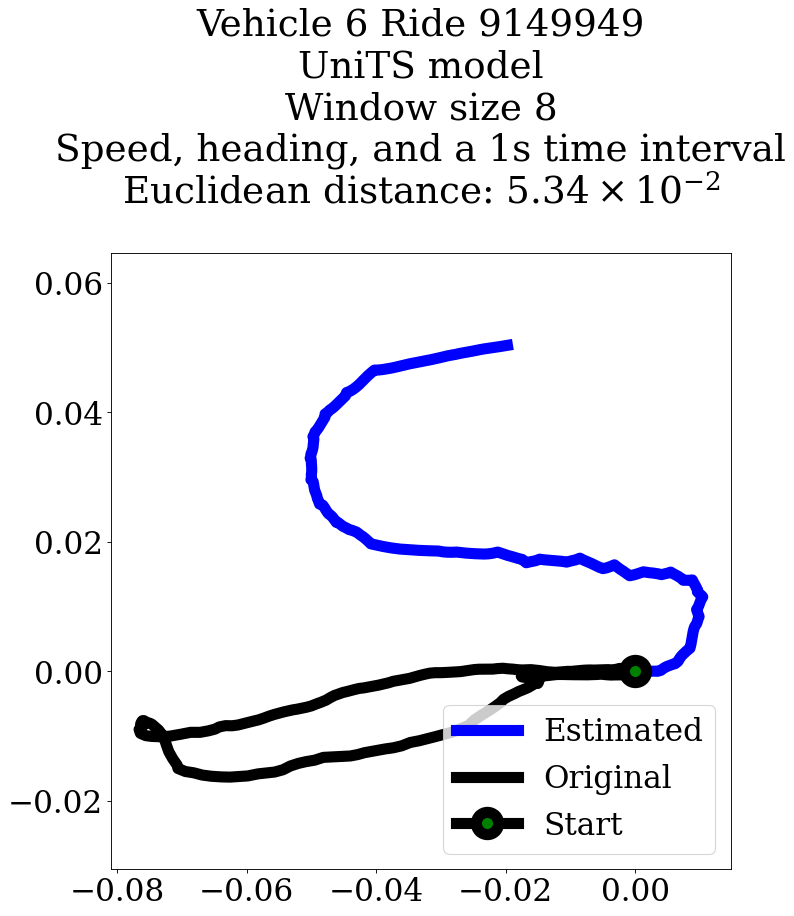 Vehicle 6 Ride 9149949
UniTS model
Window size 8
Speed, heading, and a 1s time interval
Euclidean distance: 5.34 × 10⁻²
0.06
0.04
0.02
0.00
−0.02
Estimated
Original
Start
−0.08 −0.06 −0.04 −0.02 0.00